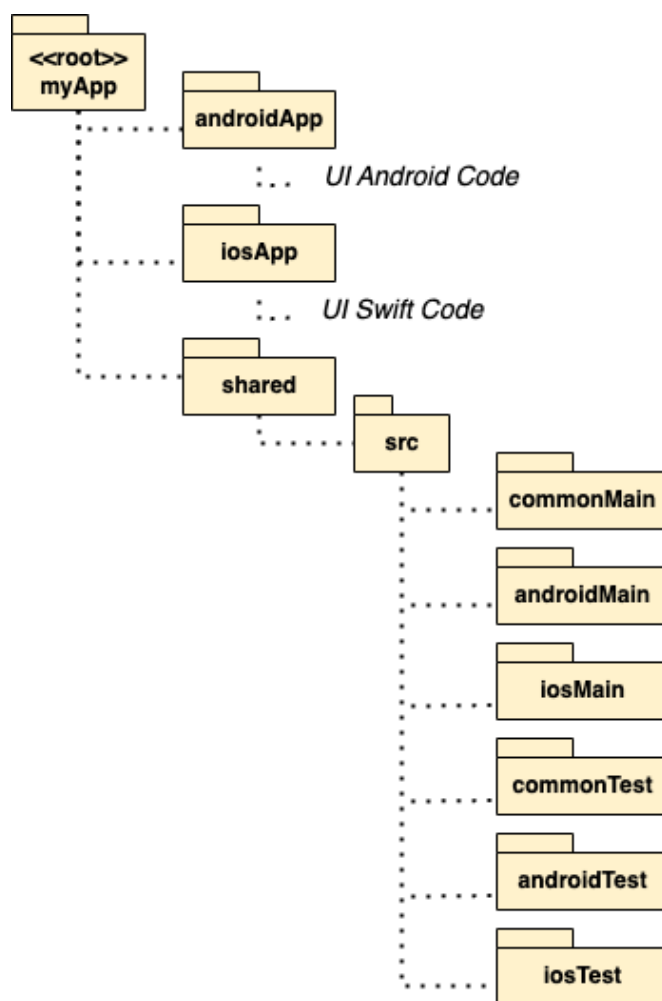 <<root>>
myApp
androidApp
UI Android Code
iosApp
UI Swift Code
shared
src
commonMain
androidMain
iosMain
commonTest
androidTest
iosTest